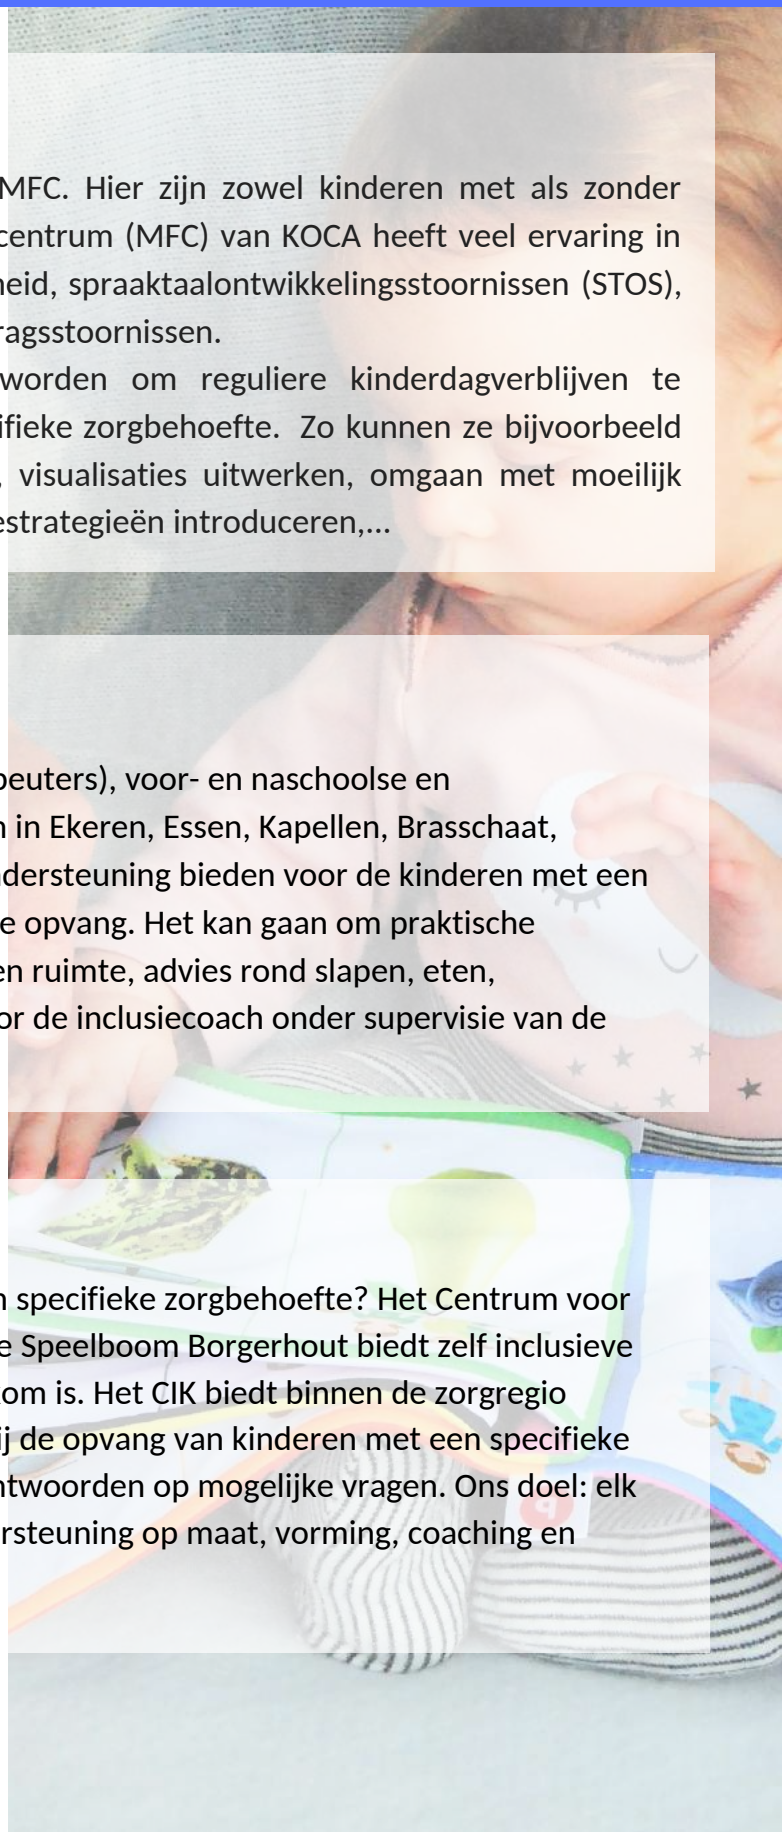 MFC. Hier zijn zowel kinderen met als zonder
centrum (MFC) van KOCA heeft veel ervaring in
heid, spraaktaalontwikkelingsstoornissen (STOS),
ragsstoornissen.
worden om reguliere kinderdagverblijven te
ifieke zorgbehoefte. Zo kunnen ze bijvoorbeeld
, visualisaties uitwerken, omgaan met moeilijk
estrategieën introduceren,...
peuters), voor- en naschoolse en
n in Ekeren, Essen, Kapellen, Brasschaat,
ndersteuning bieden voor de kinderen met een
e opvang. Het kan gaan om praktische
en ruimte, advies rond slapen, eten,
or de inclusiecoach onder supervisie van de
n specifieke zorgbehoefte? Het Centrum voor
e Speelboom Borgerhout biedt zelf inclusieve
kom is. Het CIK biedt binnen de zorgregio
ij de opvang van kinderen met een specifieke
ntwoorden op mogelijke vragen. Ons doel: elk
rsteuning op maat, vorming, coaching en